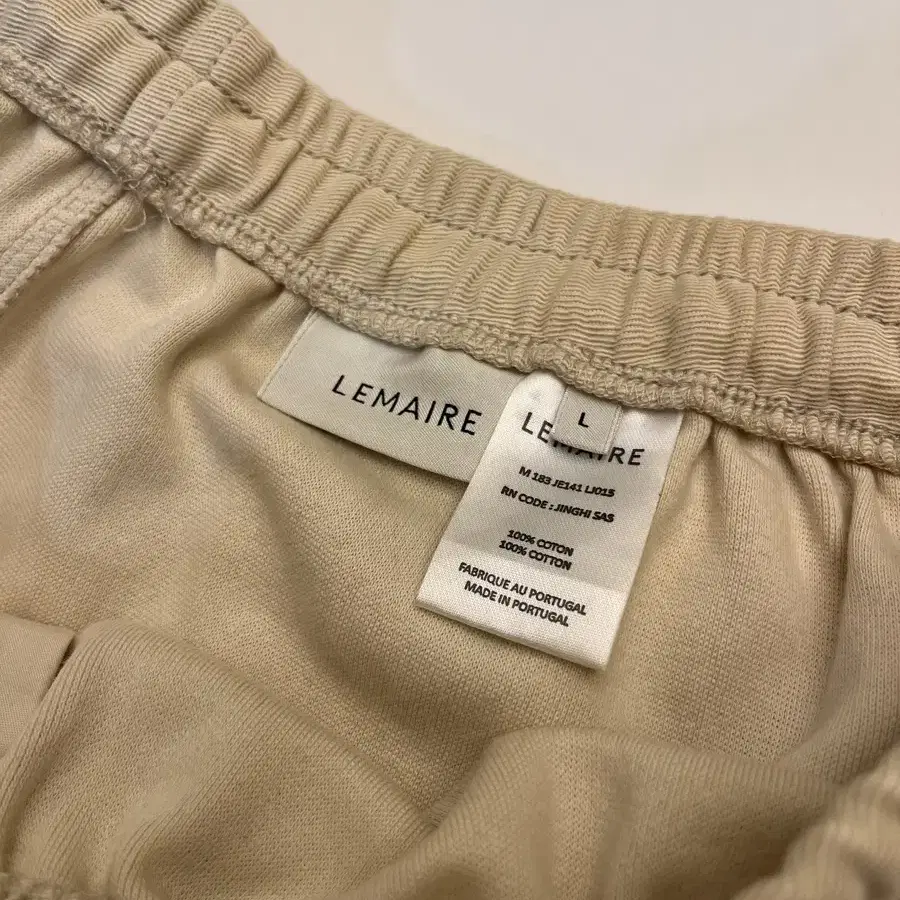 LEMAIRE
L
LEMAIRE
M 183 JE141 LJ015
RN CODE : JINGHI SAS
100% COTON
100% COTTON
FABRIQUE AU PORTUGAL
MADE IN PORTUGAL